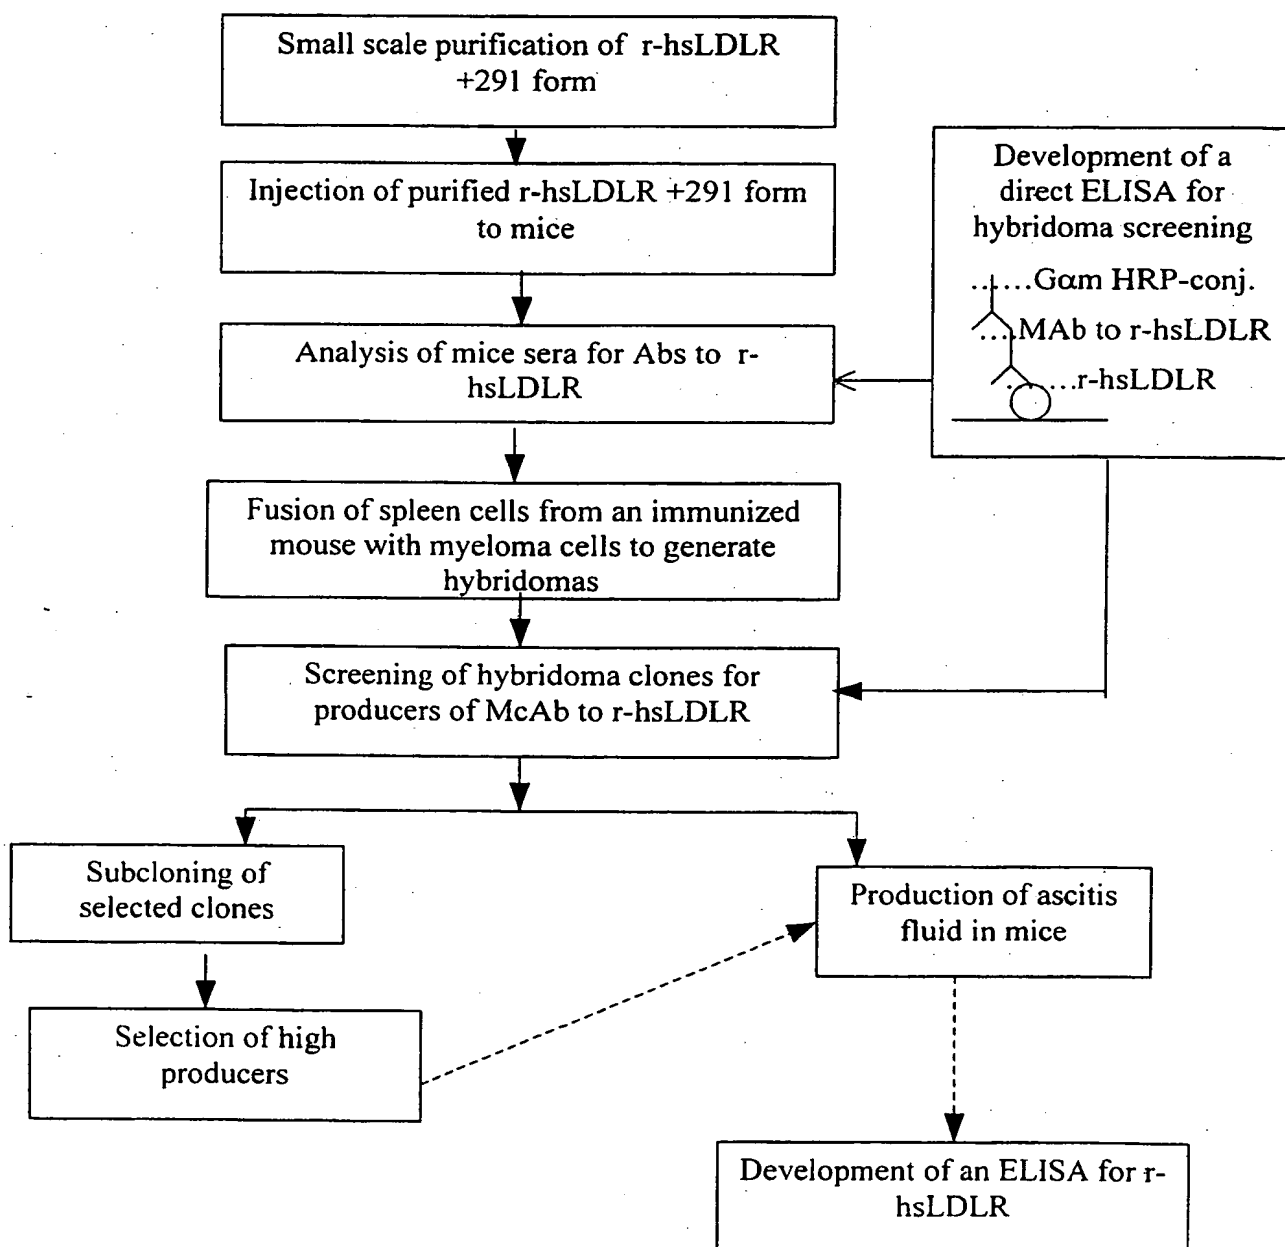 Small scale purification of r-hsLDLR
+291 form
Injection of purified r-hsLDLR +291 form
to mice
Analysis of mice sera for Abs to r-
hsLDLR
Development of a
direct ELISA for
hybridoma screening
......Gαm HRP-conj.
....MAb to r-hsLDLR
.....r-hsLDLR
Fusion of spleen cells from an immunized
mouse with myeloma cells to generate
hybridomas
Screening of hybridoma clones for
producers of McAb to r-hsLDLR
Subcloning of
selected clones
Production of ascitis
fluid in mice
Selection of high
producers
Development of an ELISA for r-
hsLDLR